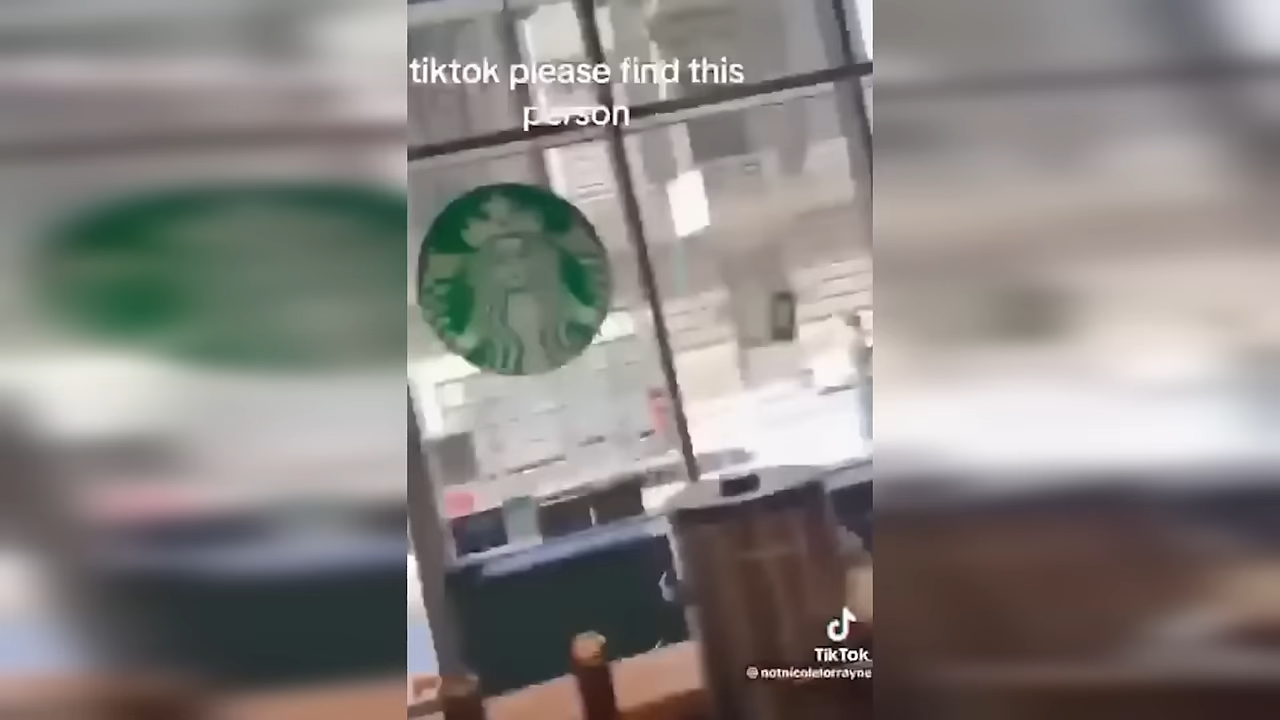 tiktok please find this
person
TikTok
@notnicolelorrayne